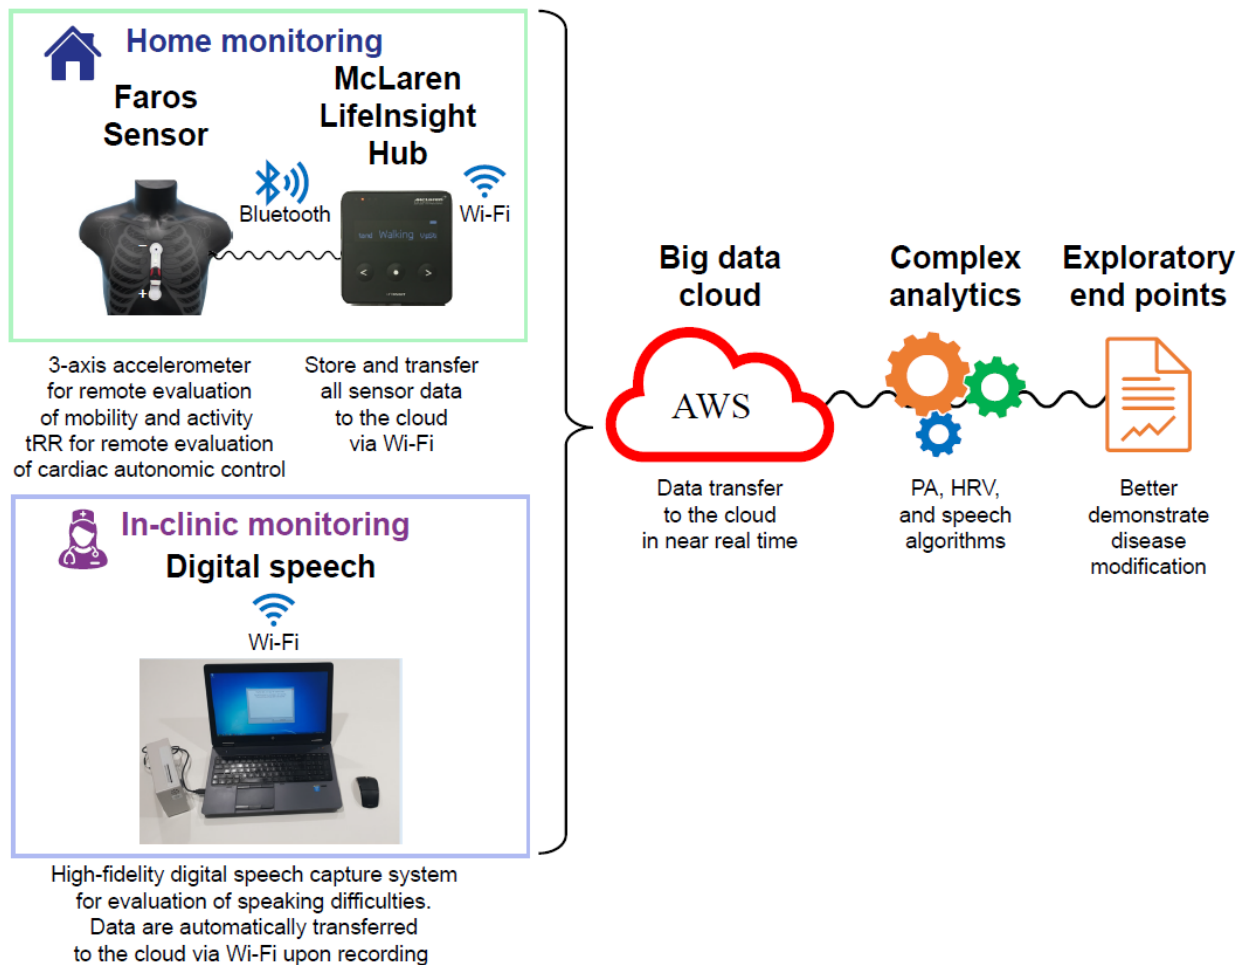 Home monitoring
Faros
Sensor
McLaren
LifeInsight
Hub
Bluetooth
Wi-Fi
McLaren
Walking
−
+
<
>
3-axis accelerometer
for remote evaluation
of mobility and activity
tRR for remote evaluation
of cardiac autonomic control
Store and transfer
all sensor data
to the cloud
via Wi-Fi
In-clinic monitoring
Digital speech
Wi-Fi
High-fidelity digital speech capture system
for evaluation of speaking difficulties.
Data are automatically transferred
to the cloud via Wi-Fi upon recording
Big data
cloud
AWS
Data transfer
to the cloud
in near real time
Complex
analytics
PA, HRV,
and speech
algorithms
Exploratory
end points
Better
demonstrate
disease
modification